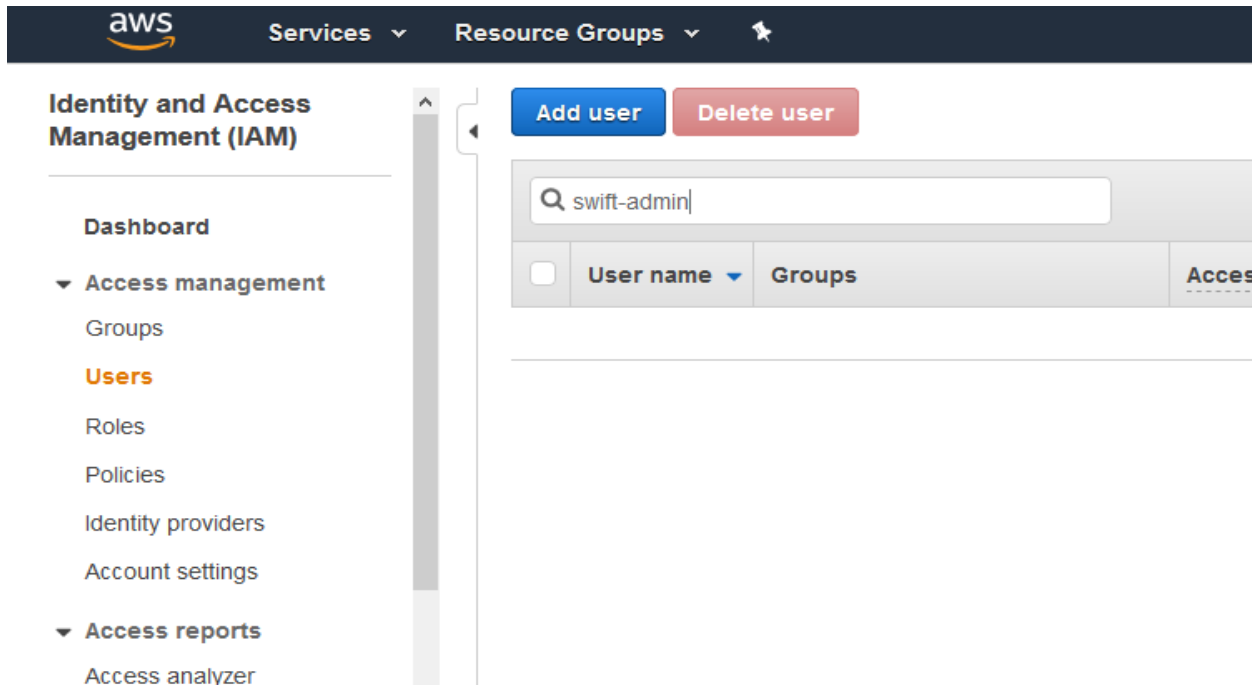 aws Services Resource Groups
Identity and Access
Management (IAM)
Dashboard
Access management
Groups
Users
Roles
Policies
Identity providers
Account settings
Access reports
Access analyzer
Add user Delete user
swift-admin
User name Groups Acces